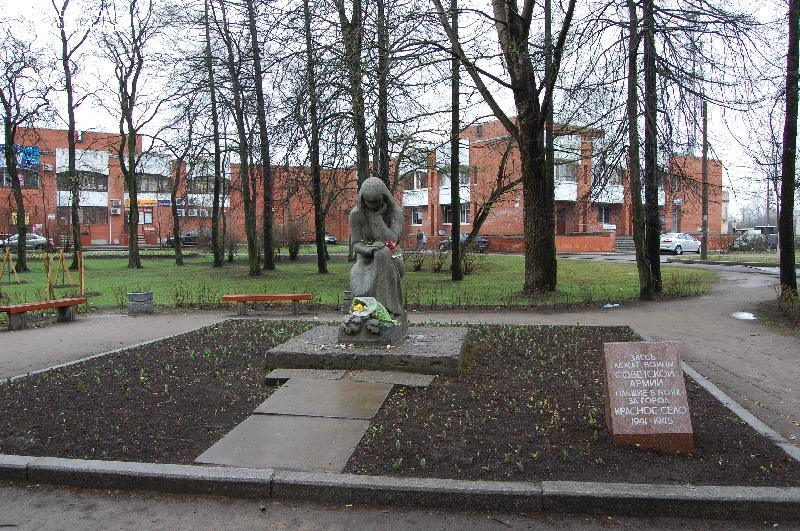 ЗДЕСЬ
ЛЕЖАТ ВОИНЫ
СОВЕТСКОЙ
АРМИИ
ПАВШИЕ В БОЯХ
ЗА ГОРОД
КРАСНОЕ СЕЛО
1941-1945